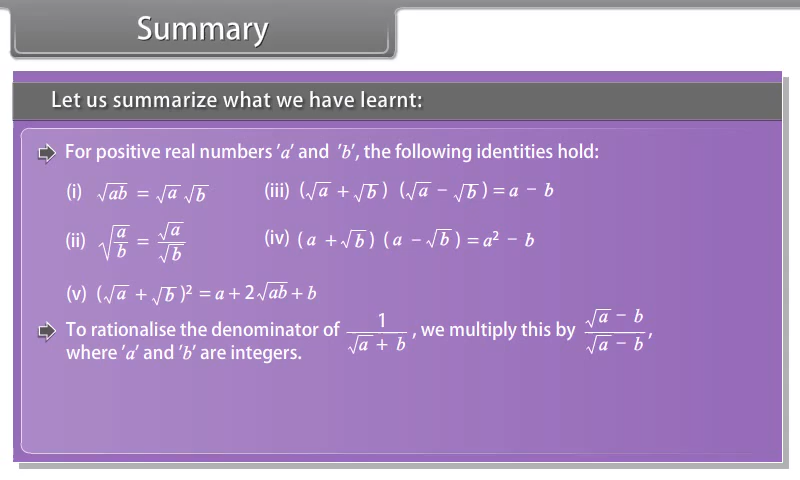 Summary
Let us summarize what we have learnt:
For positive real numbers 'a' and 'b', the following identities hold:
(i) √ab = √a √b (iii) (√a + √b) (√a − √b) = a − b
(ii) √(a/b) = √a/√b (iv) (a + √b) (a − √b) = a² − b
(v) (√a + √b)² = a + 2√ab + b
To rationalise the denominator of 1/(√a + b), we multiply this by (√a − b)/(√a − b),
where 'a' and 'b' are integers.